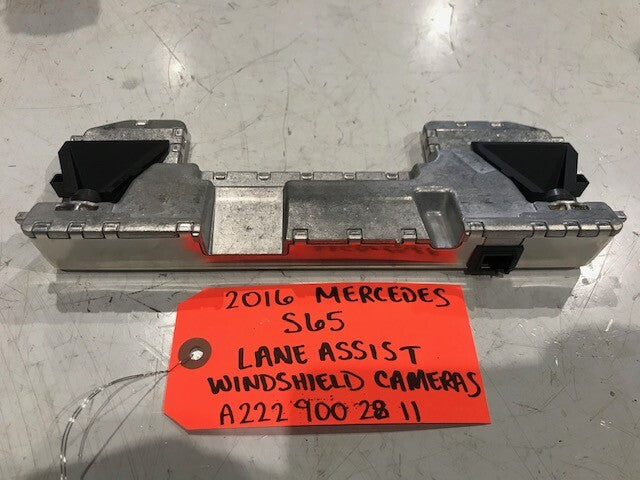 2016 MERCEDES
S65
LANE ASSIST
WINDSHIELD CAMERAS
A222 900 28 11